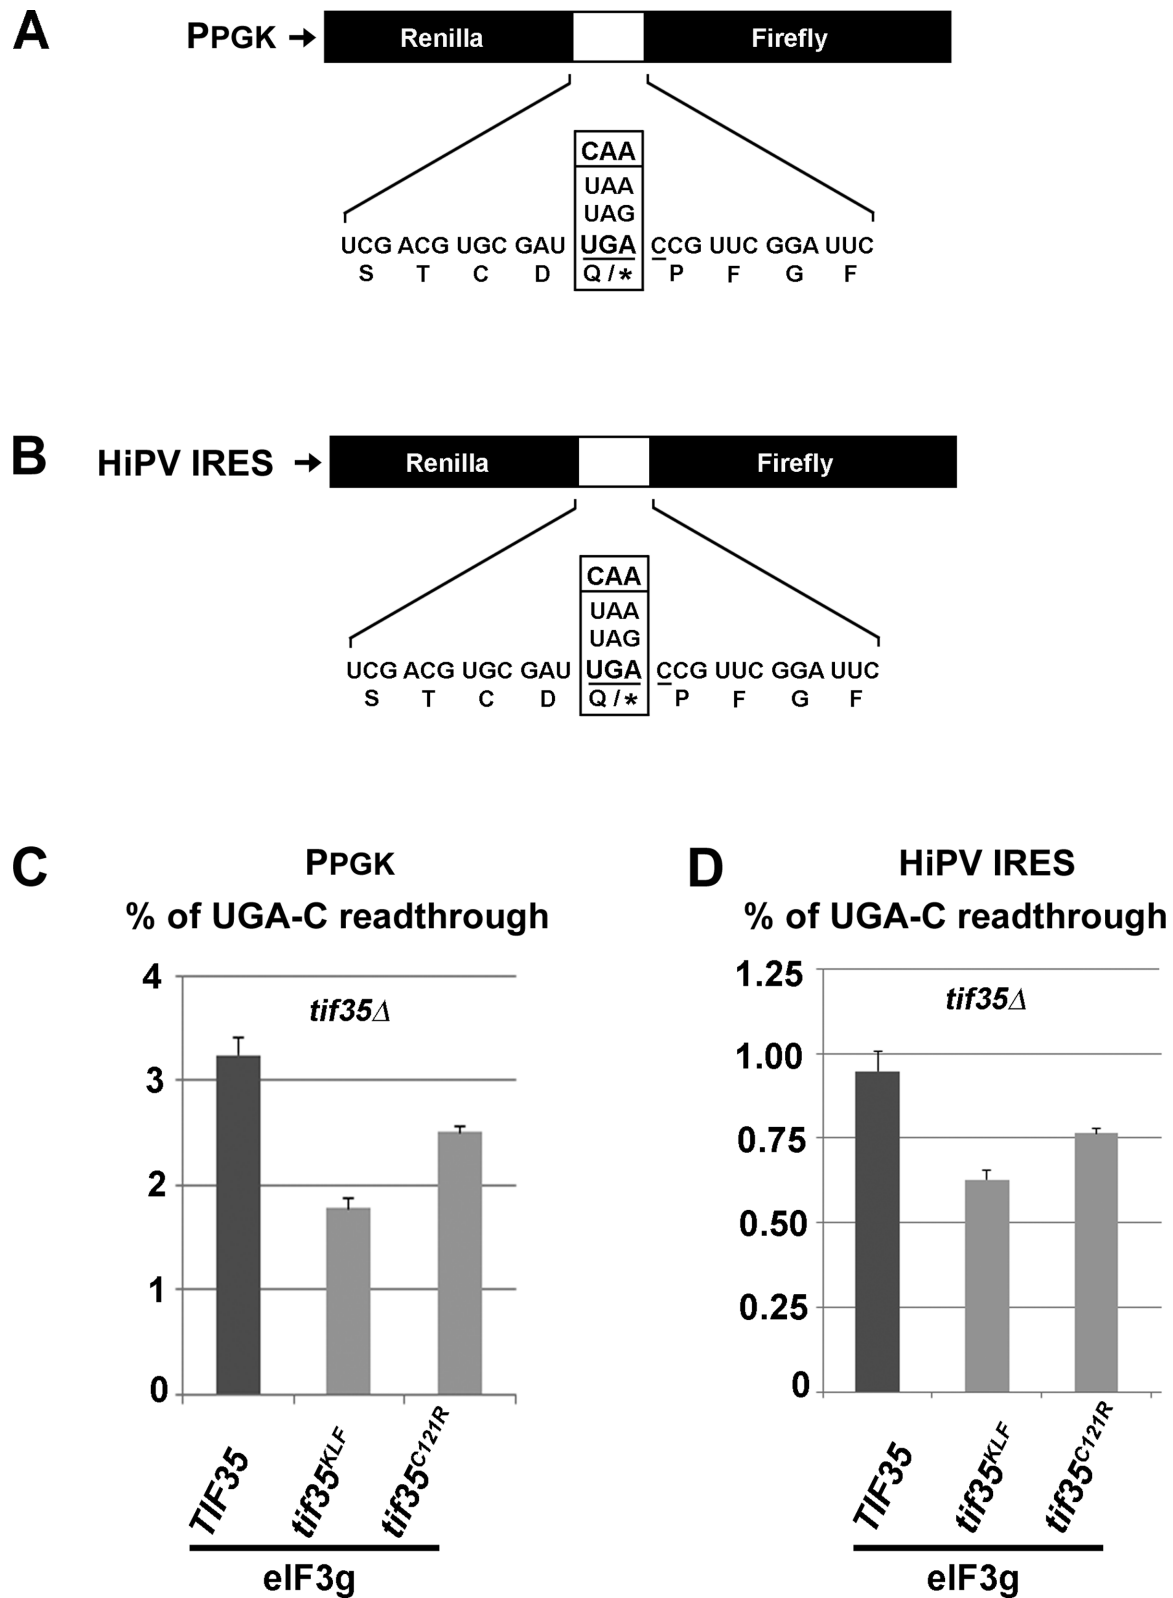 A
PPGK →
Renilla
Firefly
CAA
UAA
UAG
UCG ACG UGC GAU UGA CCG UUC GGA UUC
S T C D Q / * P F G F
B
HiPV IRES →
Renilla
Firefly
CAA
UAA
UAG
UCG ACG UGC GAU UGA CCG UUC GGA UUC
S T C D Q / * P F G F
C
PPGK
% of UGA-C readthrough
4
3
2
1
0
tif35Δ
TIF35
tif35KLF
tif35C121R
eIF3g
D
HiPV IRES
% of UGA-C readthrough
1.25
1.00
0.75
0.50
0.25
0
tif35Δ
TIF35
tif35KLF
tif35C121R
eIF3g